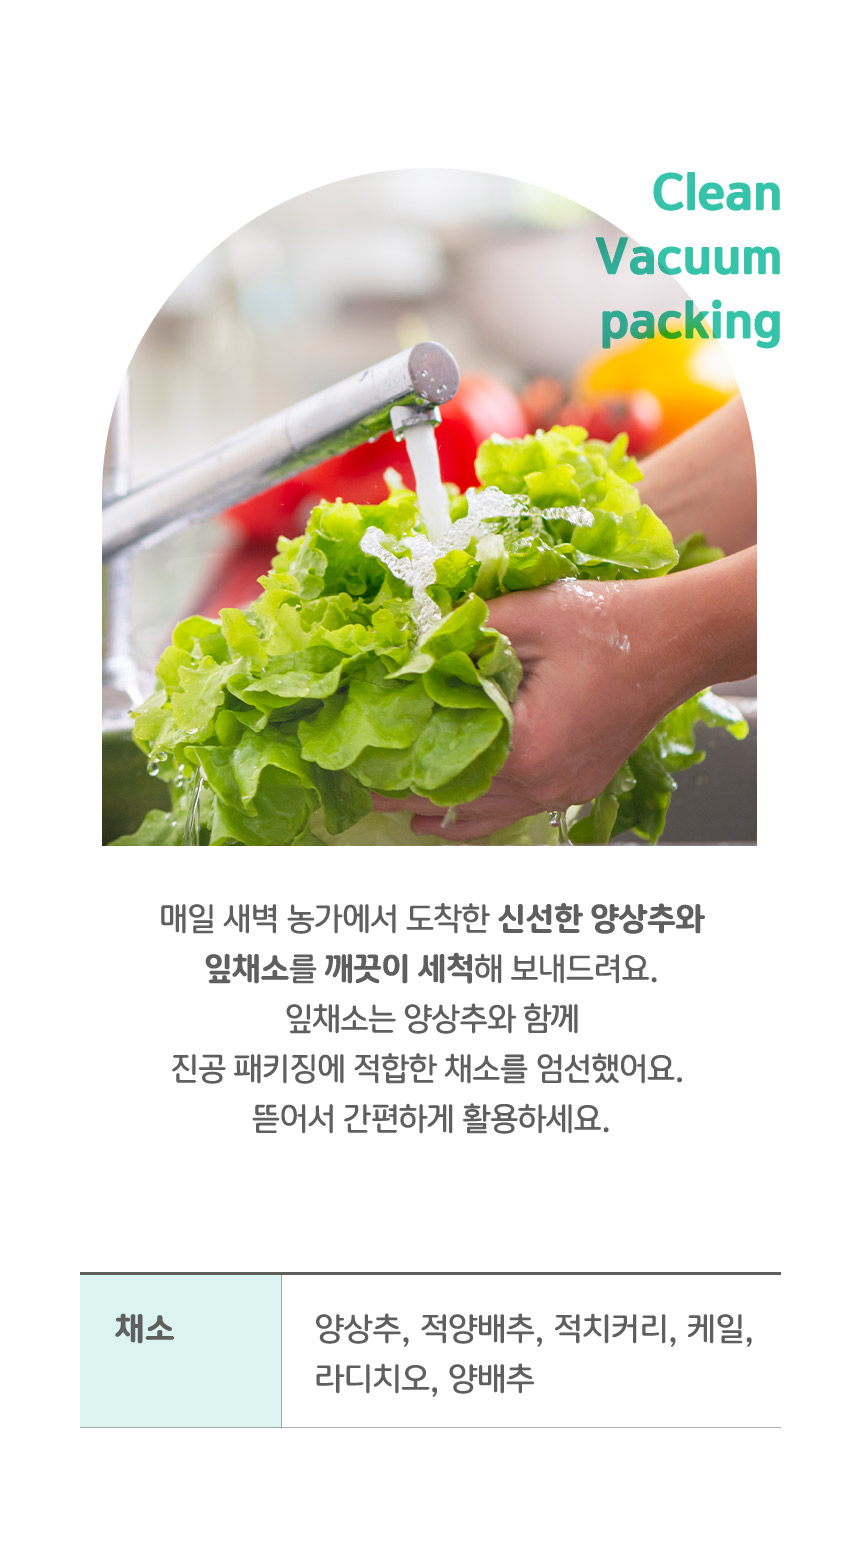 Clean
Vacuum
packing
매일 새벽 농가에서 도착한 신선한 양상추와
잎채소를 깨끗이 세척해 보내드려요.
잎채소는 양상추와 함께
진공 패키징에 적합한 채소를 엄선했어요.
뜯어서 간편하게 활용하세요.
채소
양상추, 적양배추, 적치커리, 케일,
라디치오, 양배추